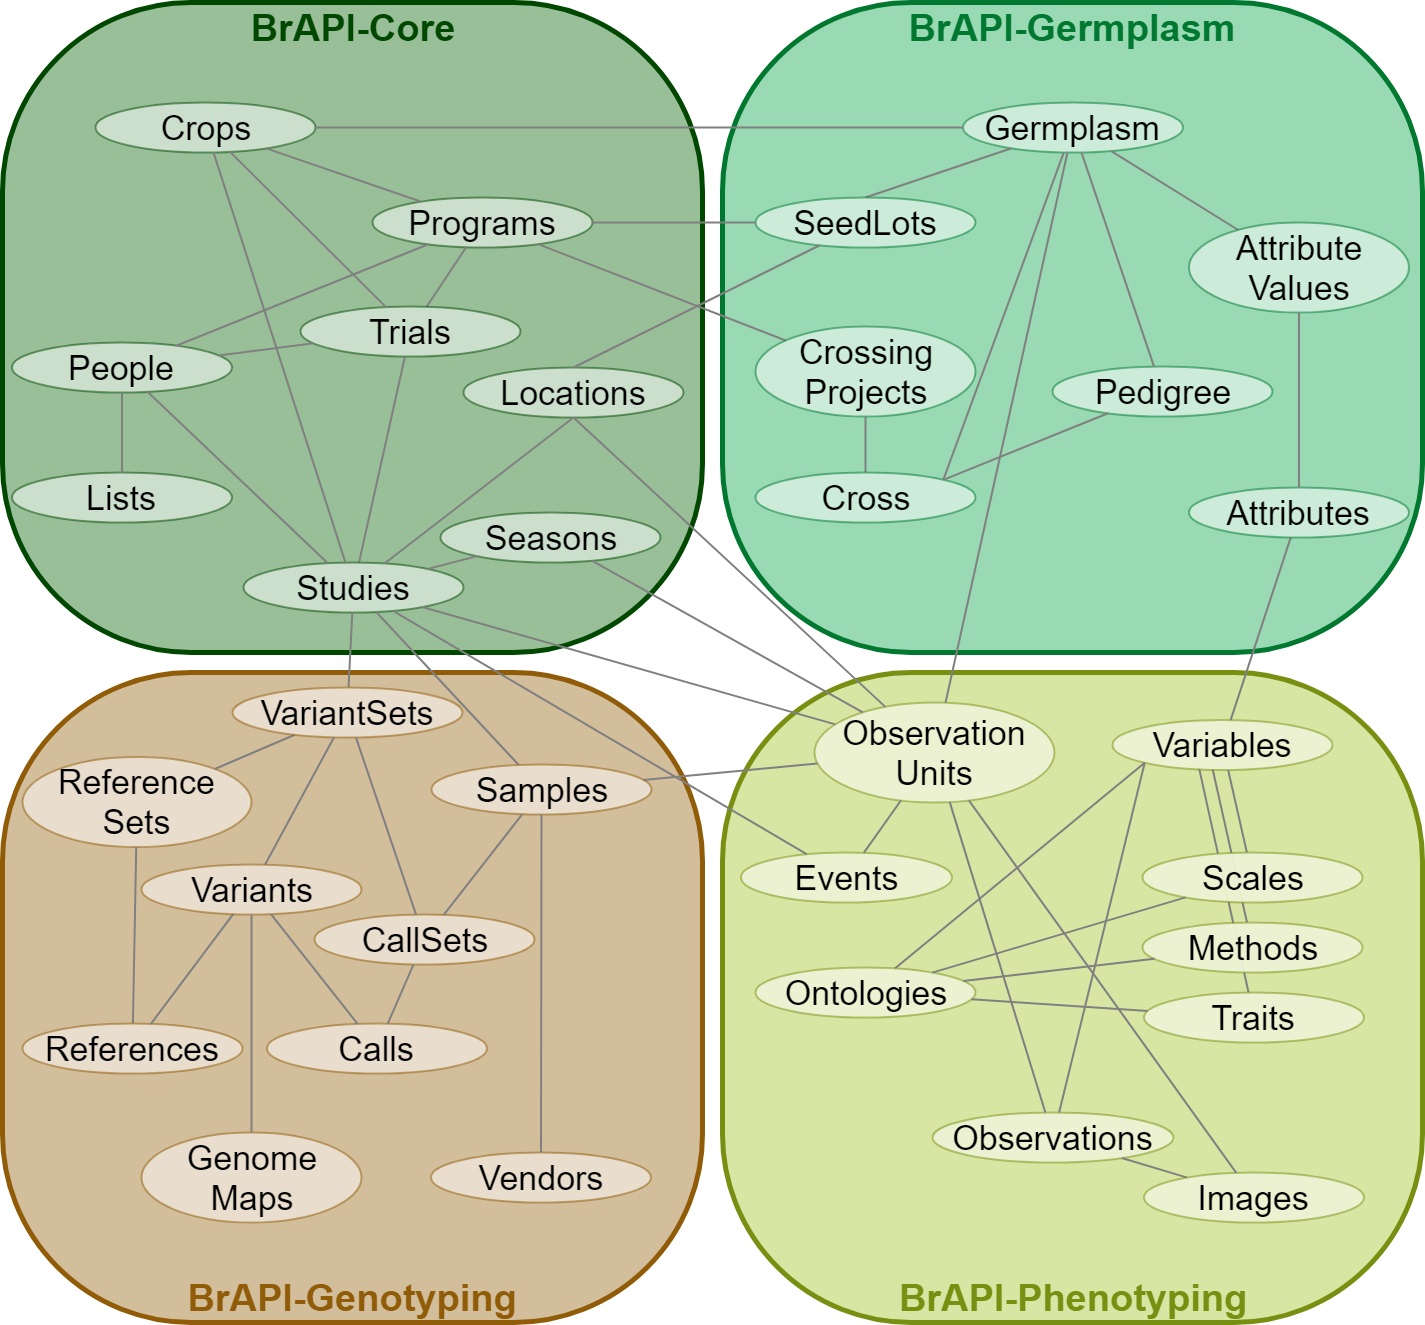 BrAPI-Core
Crops
Programs
Trials
People
Locations
Lists
Seasons
Studies
BrAPI-Germplasm
Germplasm
SeedLots
Attribute
Values
Crossing
Projects
Pedigree
Cross
Attributes
VariantSets
Reference
Sets
Samples
Variants
CallSets
References
Calls
Genome
Maps
Vendors
BrAPI-Genotyping
Observation
Units
Variables
Events
Scales
Methods
Ontologies
Traits
Observations
Images
BrAPI-Phenotyping